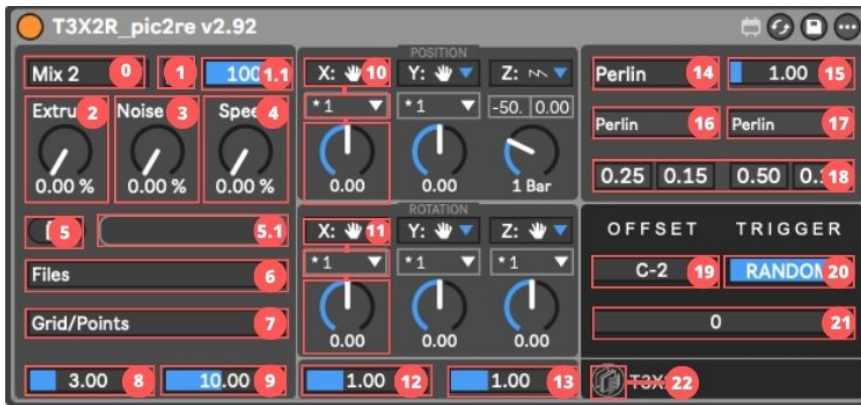 T3X2R_pic2re v2.92
Mix 2 0 1 100 1.1
Extru 2 Noise 3 Spee 4
0.00 % 0.00 % 0.00 %
5 5.1
Files 6
Grid/Points 7
3.00 8 10.00 9
POSITION
X: 10 Y: Z:
* 1 * 1 -50. 0.00
0.00 0.00 1 Bar
ROTATION
X: 11 Y: Z:
* 1 * 1 * 1
0.00 0.00 0.00
1.00 12 1.00 13
Perlin 14 1.00 15
Perlin 16 Perlin 17
0.25 0.15 0.50 0. 18
OFFSET TRIGGER
C-2 19 RANDOM 20
0 21
T3X 22